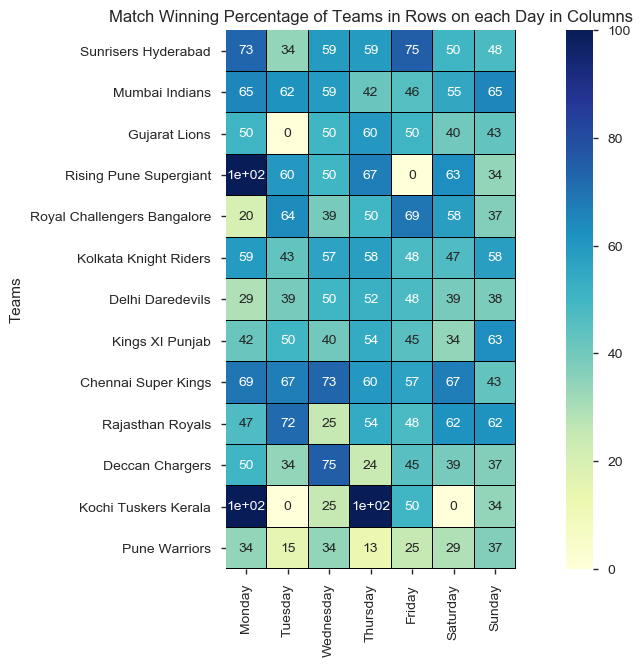 Match Winning Percentage of Teams in Rows on each Day in Columns
Teams
Sunrisers Hyderabad 73 34 59 59 75 50 48
Mumbai Indians 65 62 59 42 46 55 65
Gujarat Lions 50 0 50 60 50 40 43
Rising Pune Supergiant 1e+02 60 50 67 0 63 34
Royal Challengers Bangalore 20 64 39 50 69 58 37
Kolkata Knight Riders 59 43 57 58 48 47 58
Delhi Daredevils 29 39 50 52 48 39 38
Kings XI Punjab 42 50 40 54 45 34 63
Chennai Super Kings 69 67 73 60 57 67 43
Rajasthan Royals 47 72 25 54 48 62 62
Deccan Chargers 50 34 75 24 45 39 37
Kochi Tuskers Kerala 1e+02 0 25 1e+02 50 0 34
Pune Warriors 34 15 34 13 25 29 37
Monday Tuesday Wednesday Thursday Friday Saturday Sunday
100
80
60
40
20
0